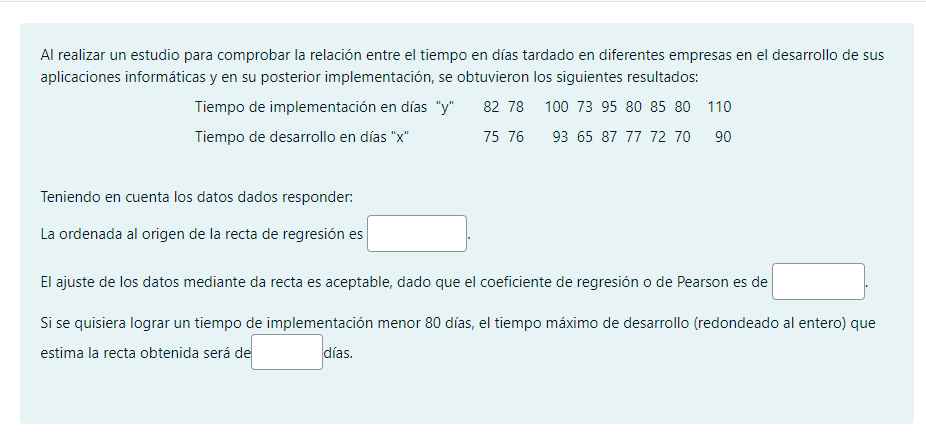 Al realizar un estudio para comprobar la relación entre el tiempo en días tardado en diferentes empresas en el desarrollo de sus
aplicaciones informáticas y en su posterior implementación, se obtuvieron los siguientes resultados:
Tiempo de implementación en días "y" 82 78 100 73 95 80 85 80 110
Tiempo de desarrollo en días "x" 75 76 93 65 87 77 72 70 90
Teniendo en cuenta los datos dados responder:
La ordenada al origen de la recta de regresión es .
El ajuste de los datos mediante da recta es aceptable, dado que el coeficiente de regresión o de Pearson es de .
Si se quisiera lograr un tiempo de implementación menor 80 días, el tiempo máximo de desarrollo (redondeado al entero) que
estima la recta obtenida será de días.